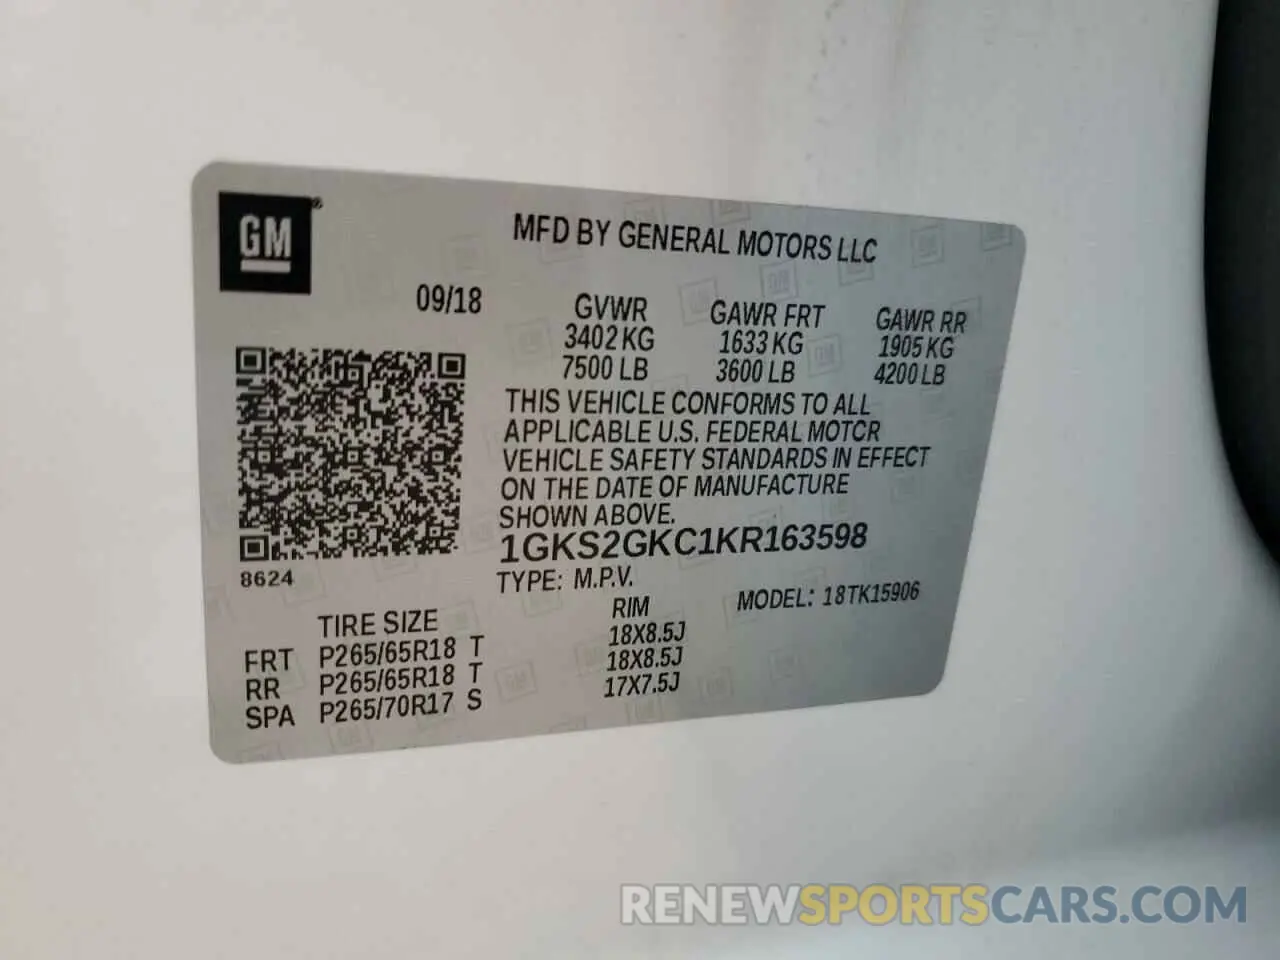 GM®
MFD BY GENERAL MOTORS LLC
09/18
GVWR GAWR FRT GAWR RR
3402 KG 1633 KG 1905 KG
7500 LB 3600 LB 4200 LB
THIS VEHICLE CONFORMS TO ALL
APPLICABLE U.S. FEDERAL MOTOR
VEHICLE SAFETY STANDARDS IN EFFECT
ON THE DATE OF MANUFACTURE
SHOWN ABOVE.
1GKS2GKC1KR163598
8624
TYPE: M.P.V. MODEL: 18TK15906
TIRE SIZE RIM
FRT P265/65R18 T 18X8.5J
RR P265/65R18 T 18X8.5J
SPA P265/70R17 S 17X7.5J
RENEWSPORTSCARS.COM